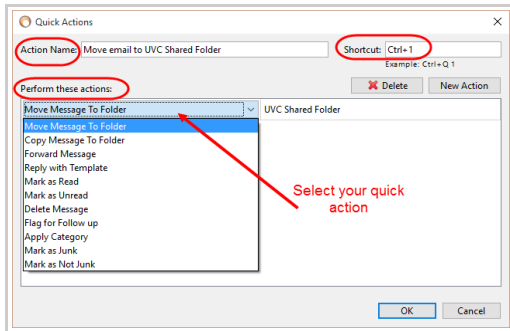 Quick Actions
Action Name: Move email to UVC Shared Folder Shortcut: Ctrl+1
Example: Ctrl+Q 1
Perform these actions: Delete New Action
Move Message To Folder UVC Shared Folder
Move Message To Folder
Copy Message To Folder
Forward Message
Reply with Template
Mark as Read
Mark as Unread
Delete Message
Flag for Follow up
Apply Category
Mark as Junk
Mark as Not Junk
Select your quick
action
OK Cancel